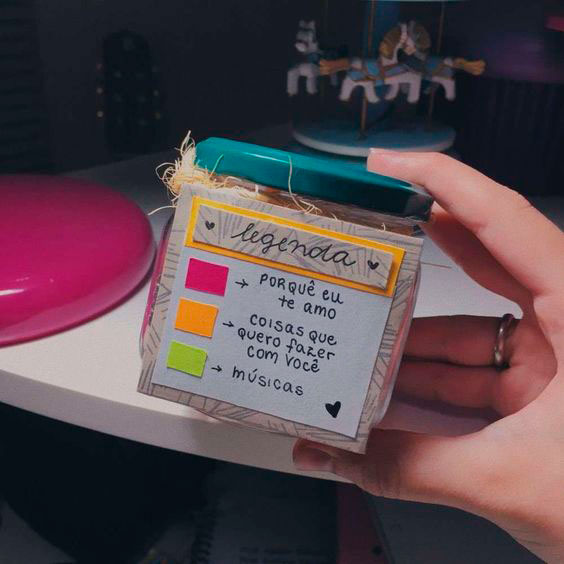 legenda
PORQUÊ EU
TE AMO
COISAS QUE
QUERO FAZER
COM VOCÊ
MÚSICAS